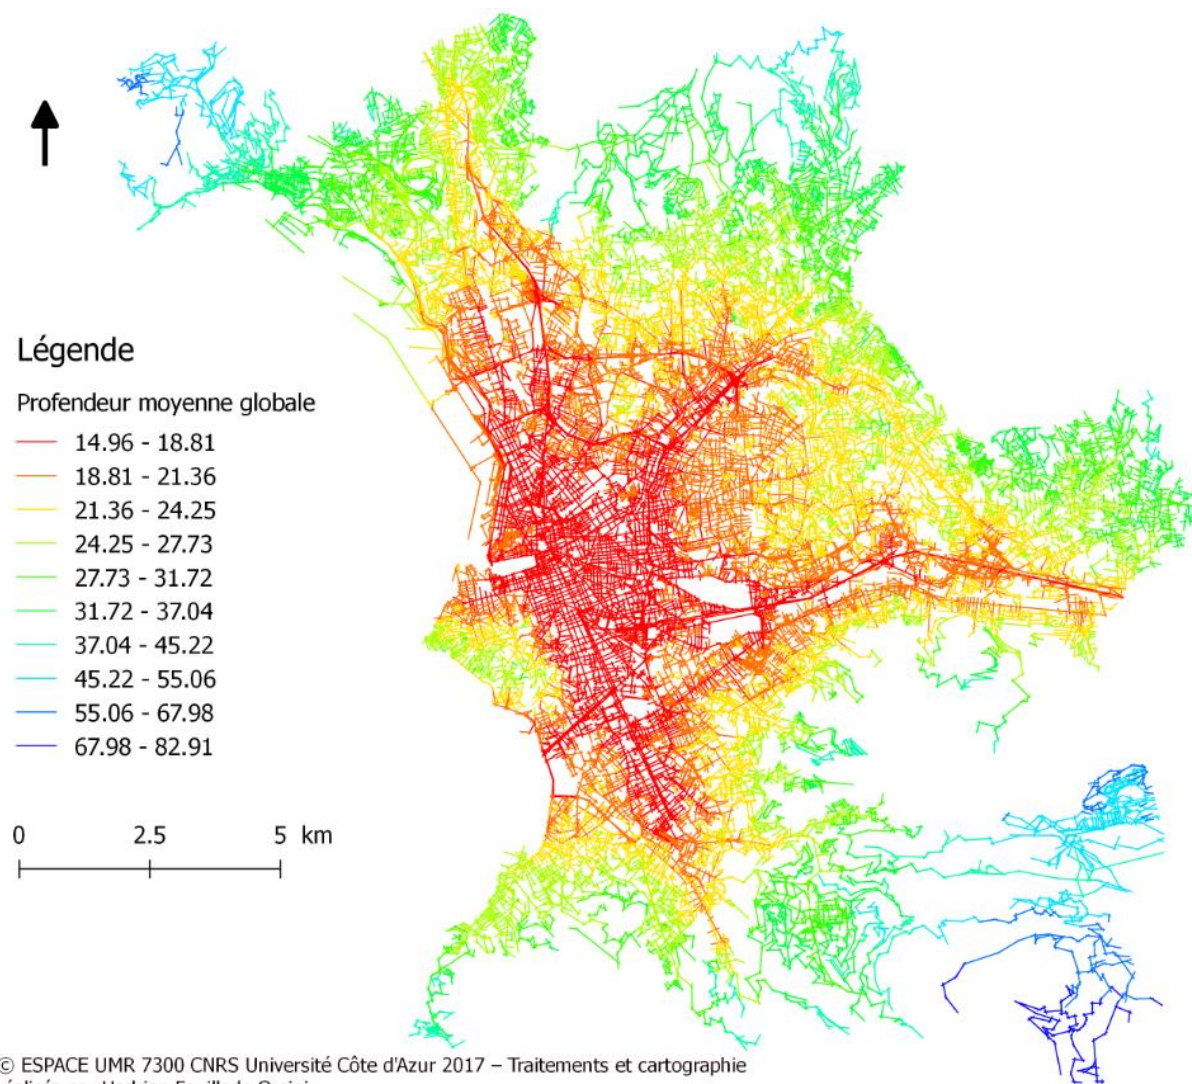 Légende
Profendeur moyenne globale
14.96 - 18.81
18.81 - 21.36
21.36 - 24.25
24.25 - 27.73
27.73 - 31.72
31.72 - 37.04
37.04 - 45.22
45.22 - 55.06
55.06 - 67.98
67.98 - 82.91
0 2.5 5 km
© ESPACE UMR 7300 CNRS Université Côte d'Azur 2017 – Traitements et cartographie